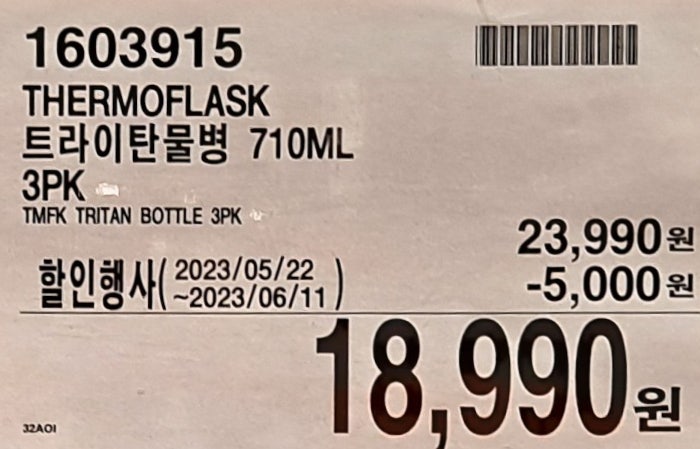 1603915
THERMOFLASK
트라이탄물병 710ML
3PK
TMFK TRITAN BOTTLE 3PK
23,990원
할인행사( 2023/05/22 ~2023/06/11 ) -5,000원
18,990원
32A01